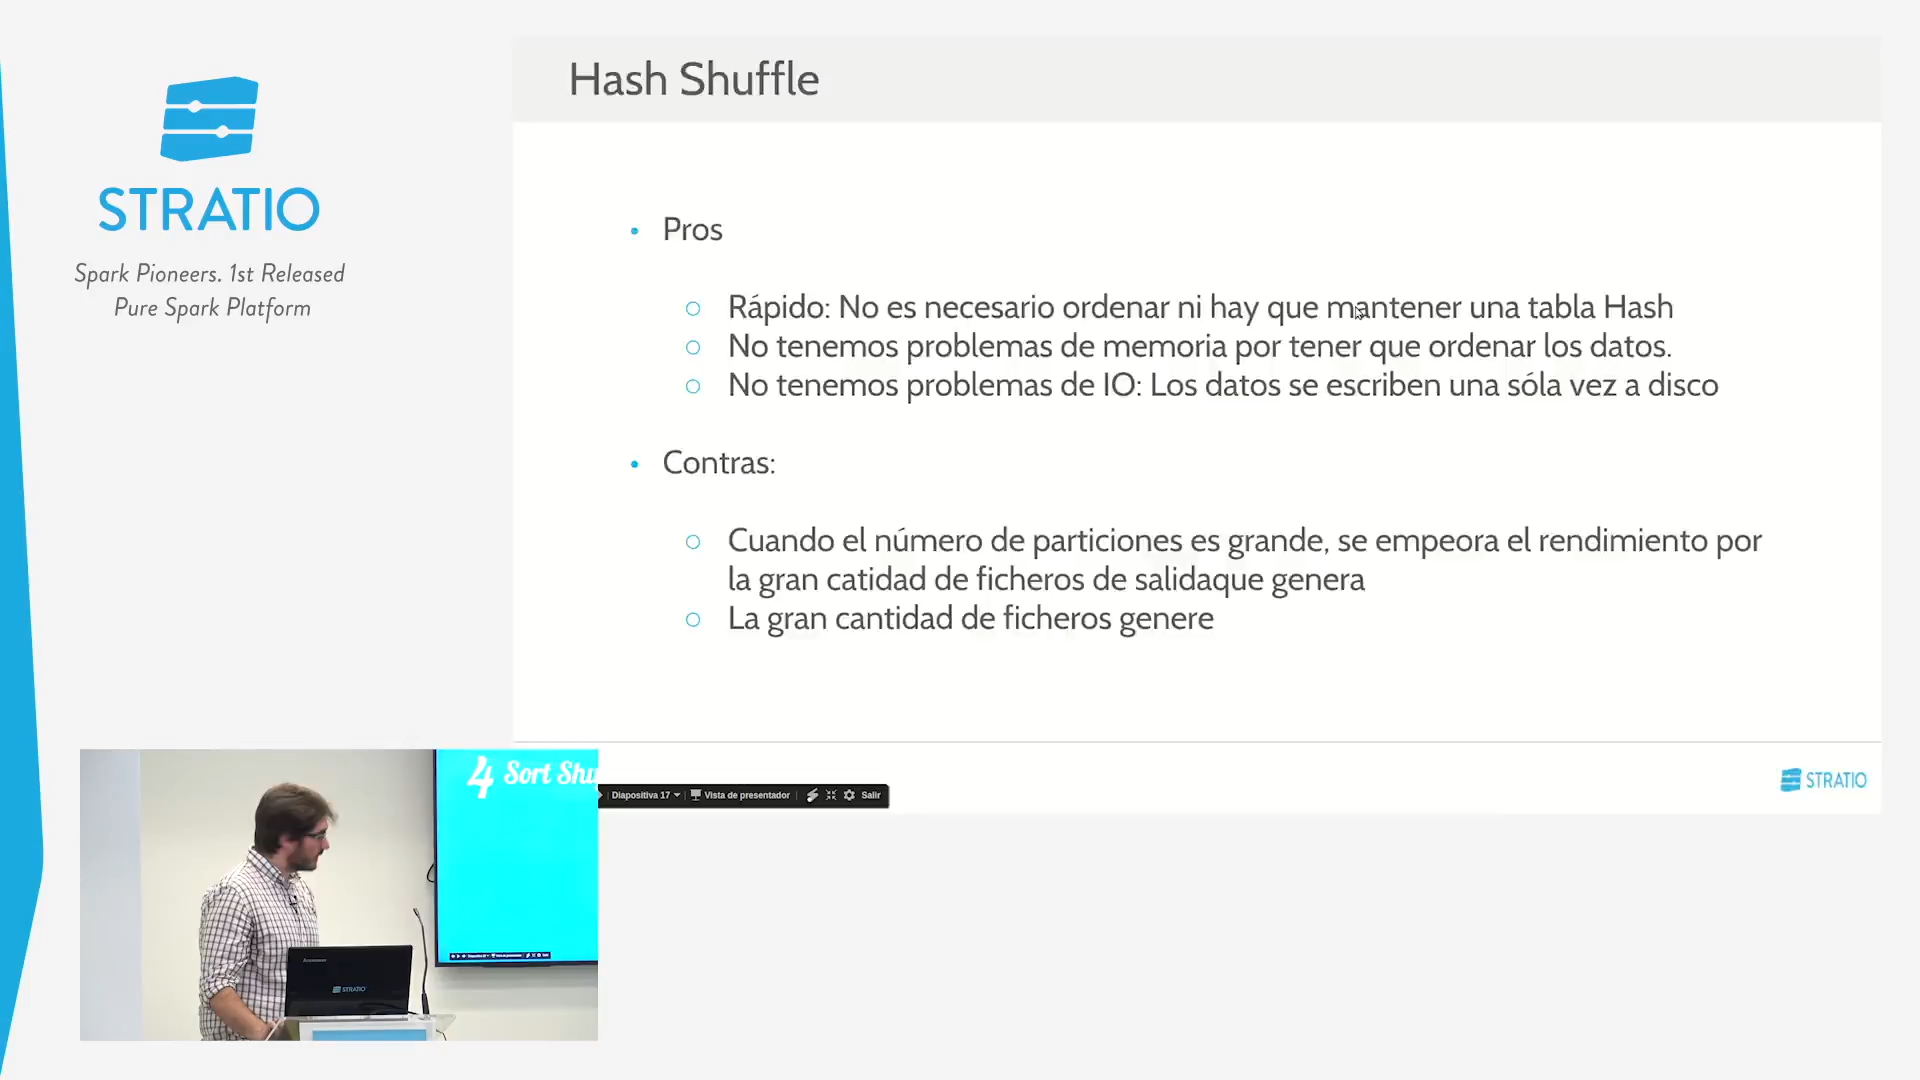 STRATIO
Spark Pioneers. 1st Released
Pure Spark Platform
Hash Shuffle
Pros
Rápido: No es necesario ordenar ni hay que mantener una tabla Hash
No tenemos problemas de memoria por tener que ordenar los datos.
No tenemos problemas de IO: Los datos se escriben una sóla vez a disco
Contras:
Cuando el número de particiones es grande, se empeora el rendimiento por
la gran catidad de ficheros de salidaque genera
La gran cantidad de ficheros genere
STRATIO
Diapositiva 17
Vista de presentador
Salir
4 Sort Shu
STRATIO